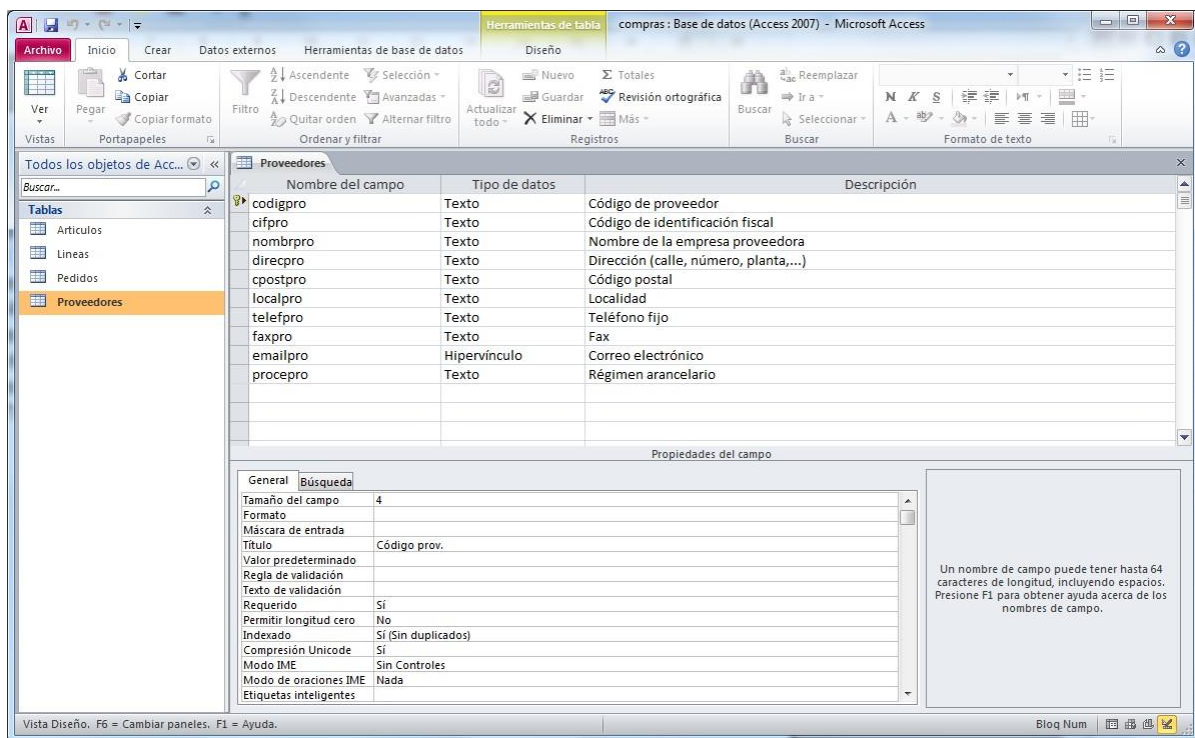 Herramientas de tabla
compras : Base de datos (Access 2007) - Microsoft Access
Archivo Inicio Crear Datos externos Herramientas de base de datos Diseño
Ver
Vistas
Pegar
Cortar
Copiar
Copiar formato
Portapapeles
Filtro
Ascendente
Descendente
Quitar orden
Selección
Avanzadas
Alternar filtro
Ordenar y filtrar
Actualizar todo
Nuevo
Guardar
Eliminar
Totales
Revisión ortográfica
Más
Registros
Buscar
Reemplazar
Ir a
Seleccionar
Buscar
N K S
A
Formato de texto
Todos los objetos de Acc...
Buscar...
Tablas
Articulos
Lineas
Pedidos
Proveedores
Proveedores
Nombre del campo Tipo de datos Descripción
codigpro Texto Código de proveedor
cifpro Texto Código de identificación fiscal
nombrpro Texto Nombre de la empresa proveedora
direcpro Texto Dirección (calle, número, planta,...)
cpostpro Texto Código postal
localpro Texto Localidad
telefpro Texto Teléfono fijo
faxpro Texto Fax
emailpro Hipervínculo Correo electrónico
procepro Texto Régimen arancelario
Propiedades del campo
General Búsqueda
Tamaño del campo 4
Formato
Máscara de entrada
Título Código prov.
Valor predeterminado
Regla de validación
Texto de validación
Requerido Sí
Permitir longitud cero No
Indexado Sí (Sin duplicados)
Compresión Unicode Sí
Modo IME Sin Controles
Modo de oraciones IME Nada
Etiquetas inteligentes
Un nombre de campo puede tener hasta 64
caracteres de longitud, incluyendo espacios.
Presione F1 para obtener ayuda acerca de los
nombres de campo.
Vista Diseño. F6 = Cambiar paneles. F1 = Ayuda.
Bloq Num